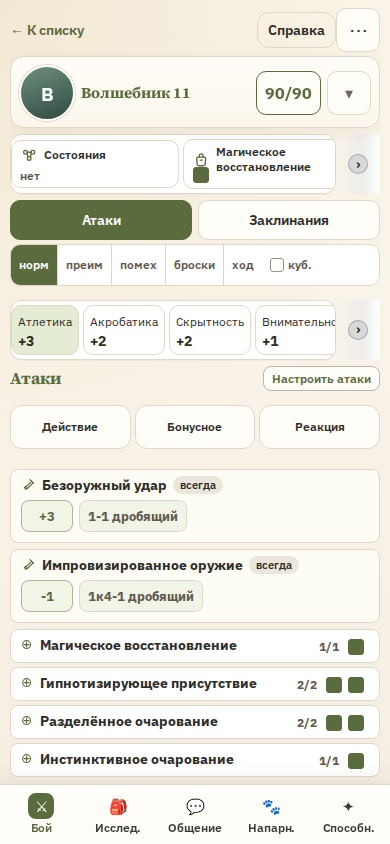 ← К списку
Справка
...
В
Волшебник 11
90/90
▼
Состояния
нет
Магическое
восстановление
›
Атаки
Заклинания
норм
преим
помех
броски
ход
куб.
Атлетика
+3
Акробатика
+2
Скрытность
+2
Внимательно
+1
›
Атаки
Настроить атаки
Действие
Бонусное
Реакция
Безоружный удар
всегда
+3
1-1 дробящий
Импровизированное оружие
всегда
-1
1к4-1 дробящий
Магическое восстановление
1/1
Гипнотизирующее присутствие
2/2
Разделённое очарование
2/2
Инстинктивное очарование
1/1
Бой
Исслед.
Общение
Напарн.
Способн.